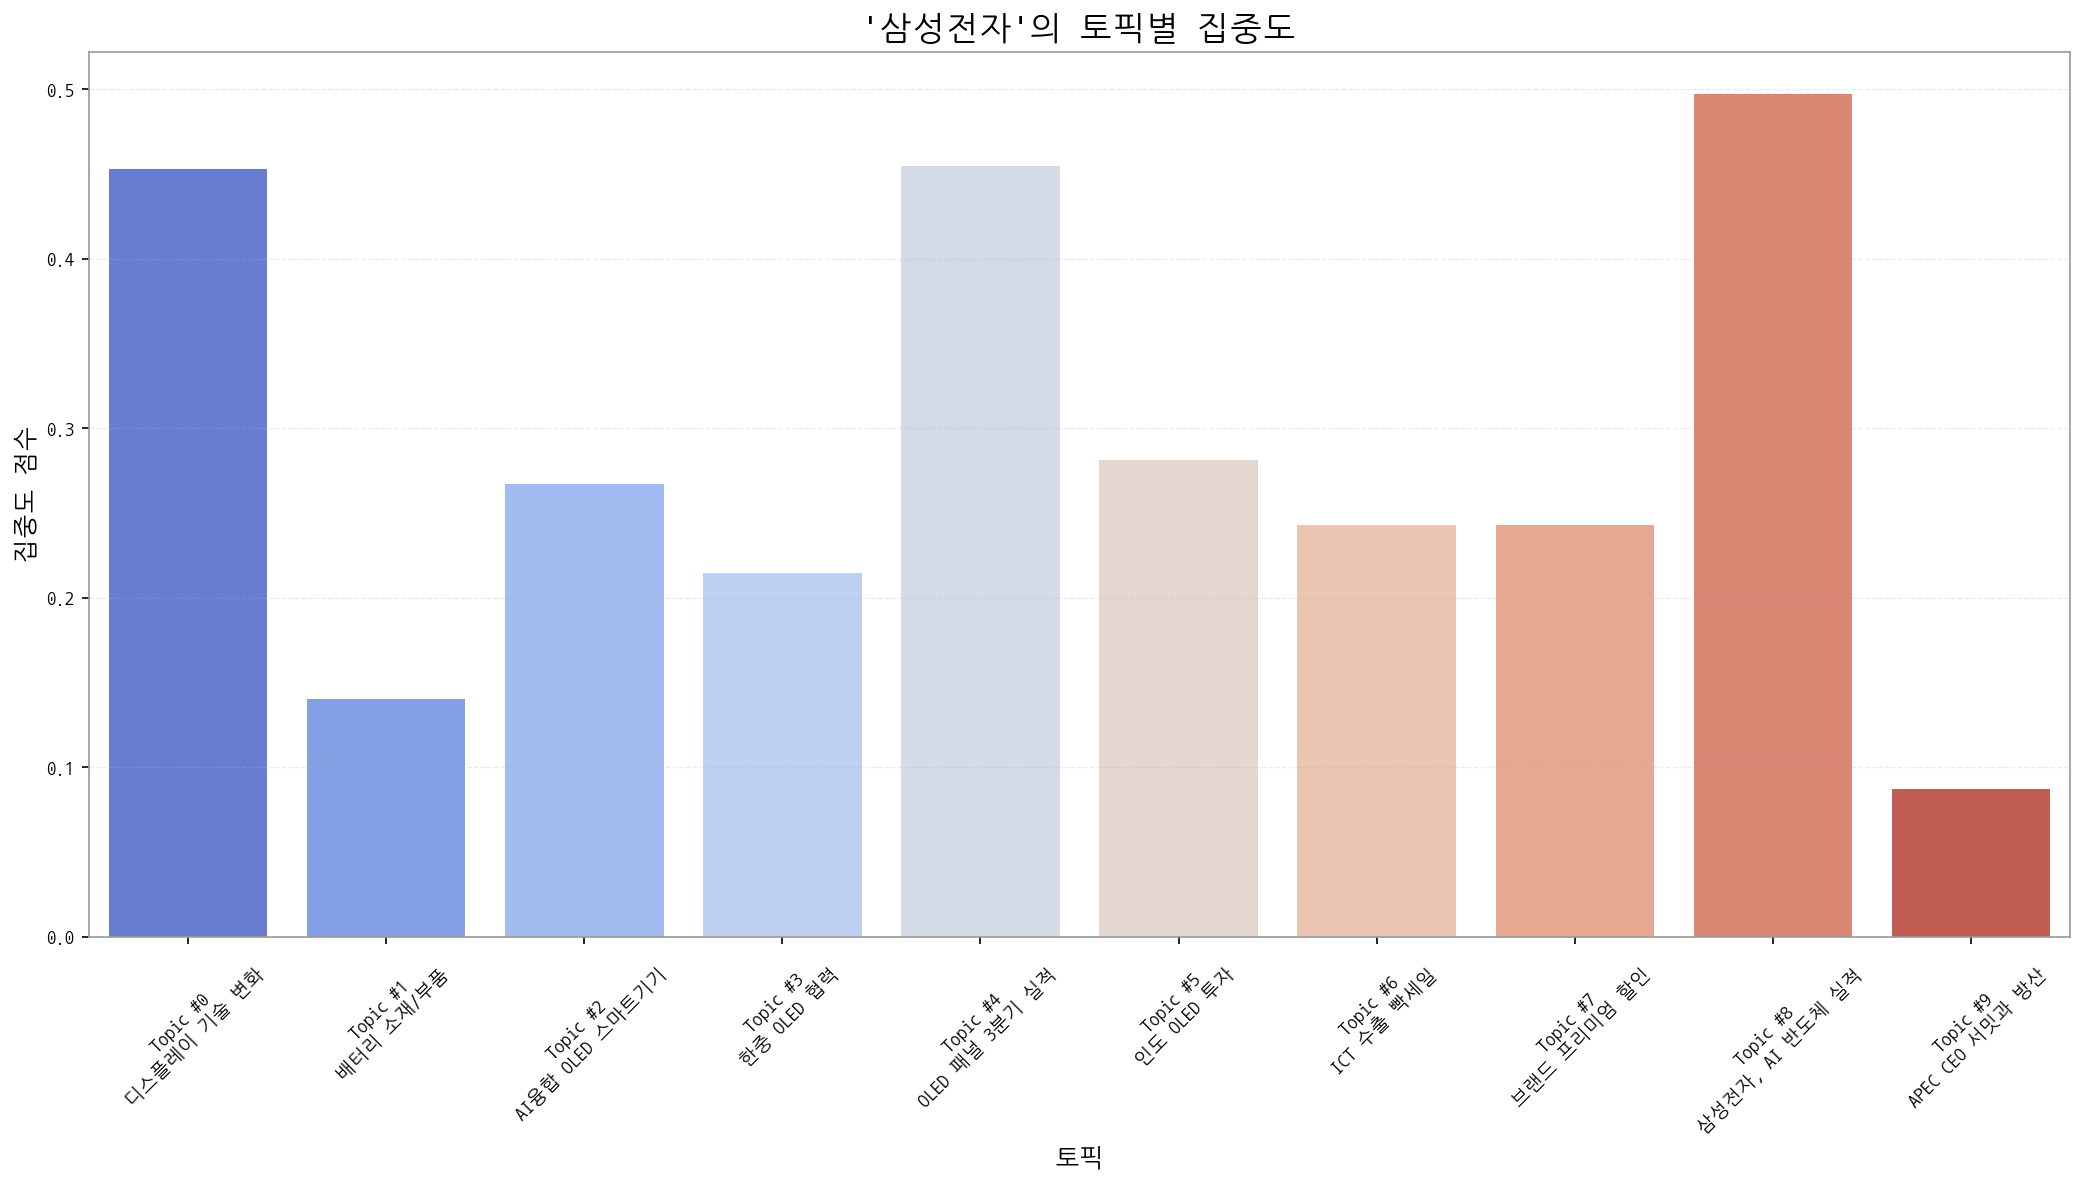 '삼성전자'의 토픽별 집중도
집중도 점수
0.5
0.4
0.3
0.2
0.1
0.0
Topic #0
디스플레이 기술 변화
Topic #1
배터리 소재/부품
Topic #2
AI융합 OLED 스마트기기
Topic #3
한중 OLED 협력
Topic #4
OLED 패널 3분기 실적
Topic #5
인도 OLED 투자
Topic #6
ICT 수출 빡세일
Topic #7
브랜드 프리미엄 할인
Topic #8
삼성전자, AI 반도체 실적
Topic #9
APEC CEO 서밋과 방산
토픽